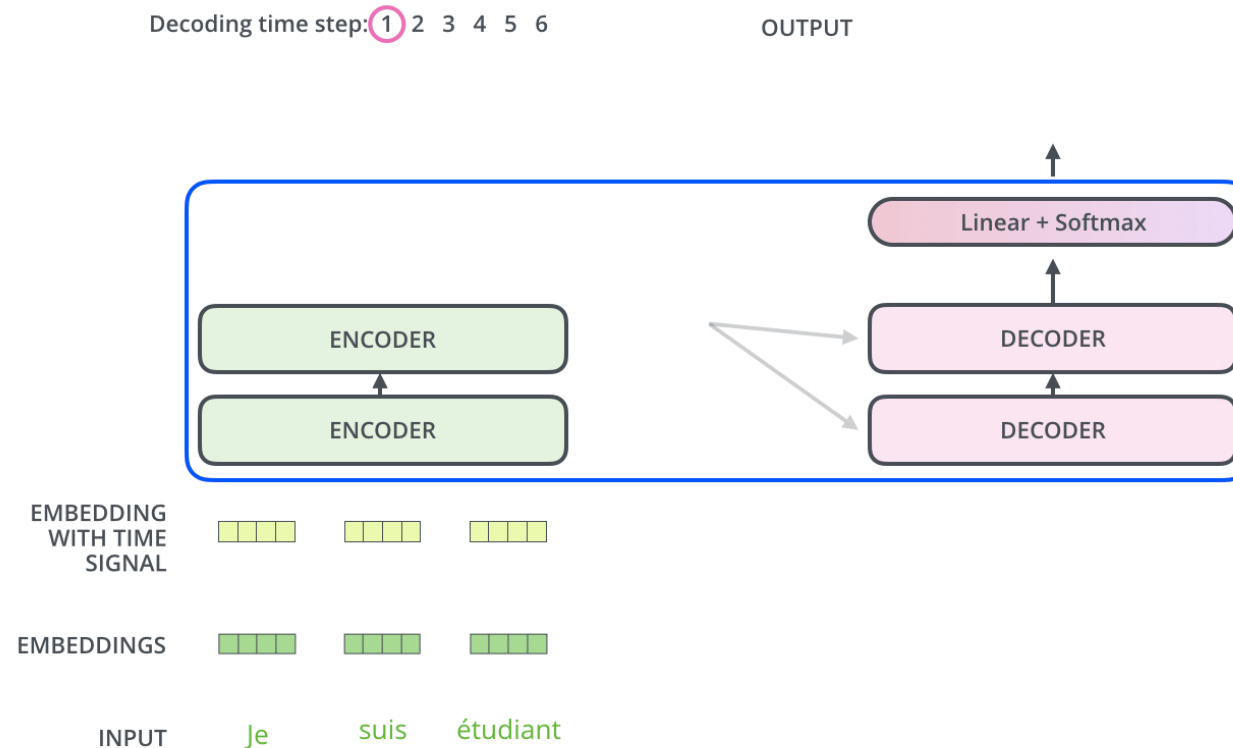 Decoding time step: 1 2 3 4 5 6
OUTPUT
Linear + Softmax
ENCODER
DECODER
ENCODER
DECODER
EMBEDDING
WITH TIME
SIGNAL
EMBEDDINGS
INPUT
Je suis étudiant